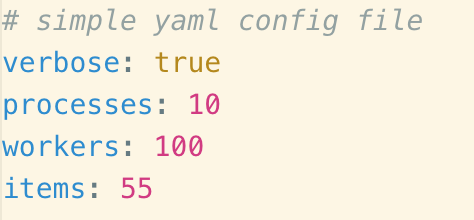 # simple yaml config file
verbose: true
processes: 10
workers: 100
items: 55